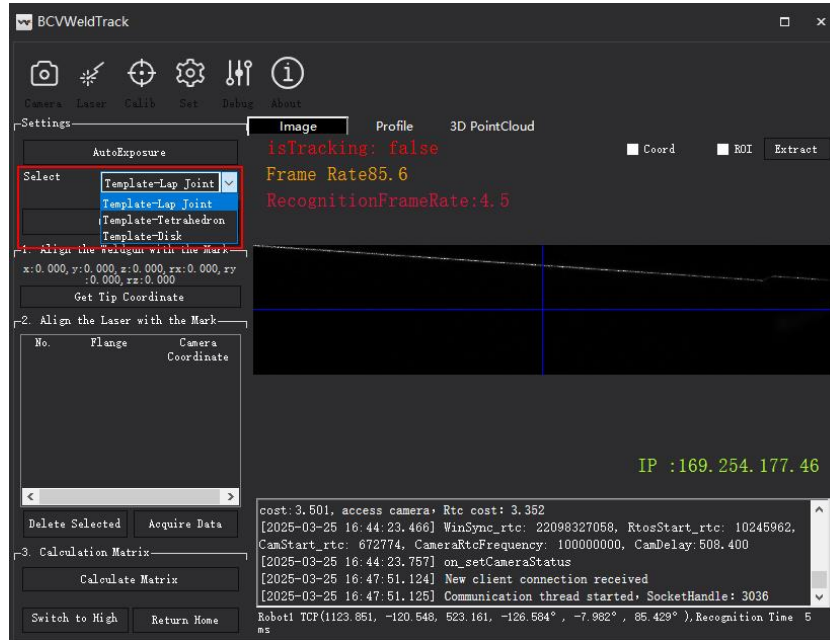 BCVWeldTrack
Camera Laser Calib Set Debug About
Settings
AutoExposure
Select
Template-Lap Joint
Template-Lap Joint
Template-Tetrahedron
Template-Disk
1. Align the Weldgun with the Mark
x:0.000, y:0.000, z:0.000, rx:0.000, ry
:0.000, rz:0.000
Get Tip Coordinate
2. Align the Laser with the Mark
No. Flange Camera
Coordinate
Delete Selected Acquire Data
3. Calculation Matrix
Calculate Matrix
Switch to High Return Home
Image Profile 3D PointCloud
isTracking: false
Coord ROI Extract
Frame Rate85.6
RecognitionFrameRate:4.5
IP :169.254.177.46
cost:3.501, access camera, Rtc cost: 3.352
[2025-03-25 16:44:23.466] WinSync_rtc: 22098327058, RtosStart_rtc: 10245962,
CamStart_rtc: 672774, CameraRtcFrequency: 100000000, CamDelay:508.400
[2025-03-25 16:44:23.757] on_setCameraStatus
[2025-03-25 16:47:51.124] New client connection received
[2025-03-25 16:47:51.125] Communication thread started, SocketHandle: 3036
Robot1 TCP(1123.851, -120.548, 523.161, -126.584° , -7.982° , 85.429° ),Recognition Time 5
ms